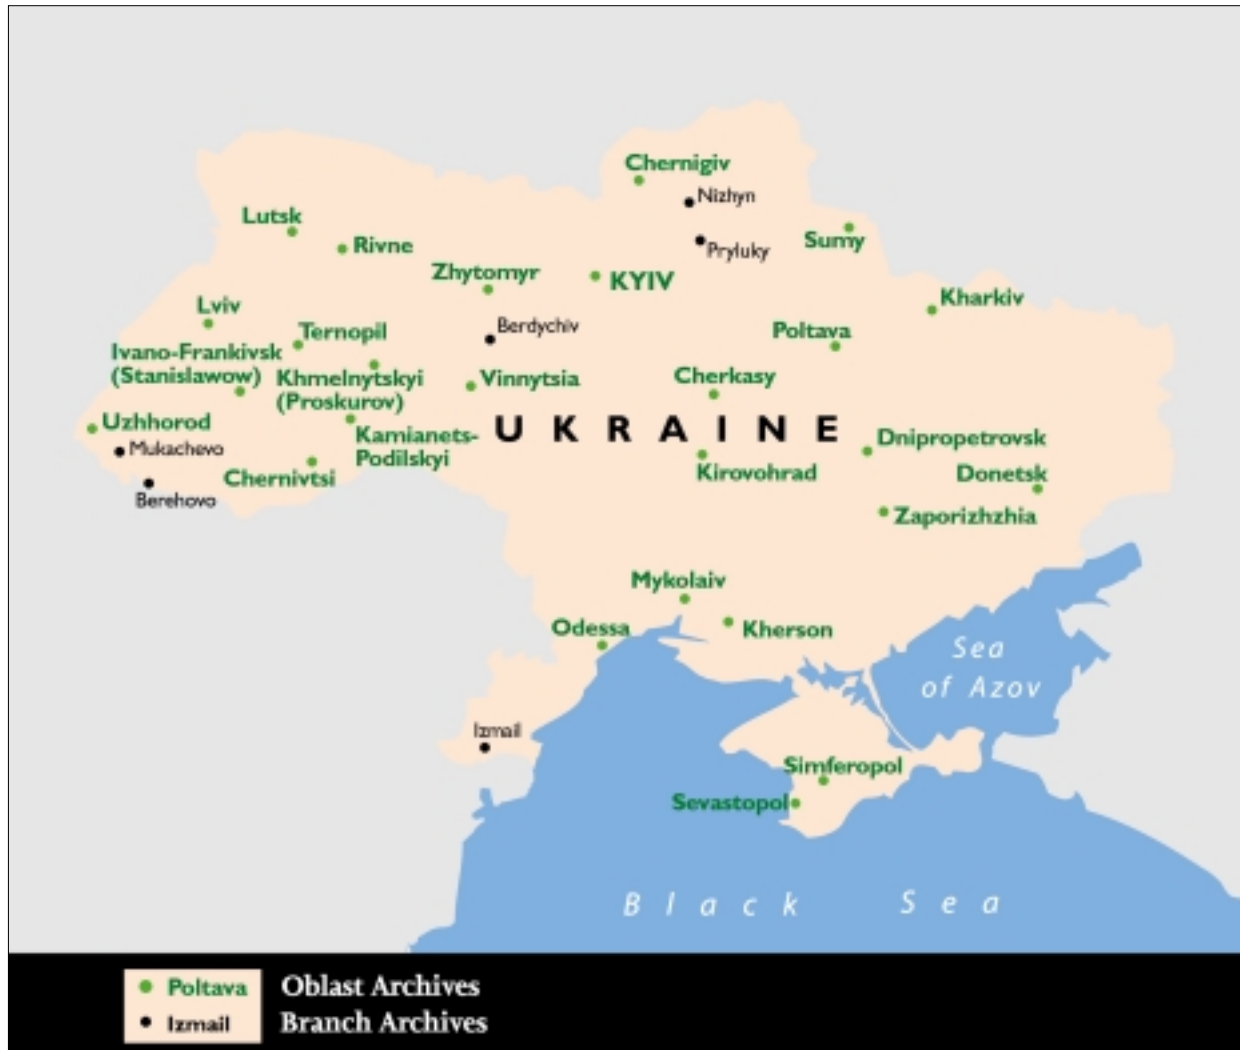 Chernigiv
Nizhyn
Lutsk
Rivne
Pryluky
Sumy
Zhytomyr
KYIV
Lviv
Kharkiv
Ternopil
Berdychiv
Poltava
Ivano-Frankivsk
(Stanislawow)
Khmelnytskyi
(Proskurov)
Vinnytsia
Cherkasy
Uzhhorod
Mukachevo
Kamianets-
Podilskyi
UKRAINE
Dnipropetrovsk
Chernivtsi
Kirovohrad
Donetsk
Berehovo
Zaporizhzhia
Mykolaiv
Odessa
Kherson
Sea
of Azov
Izmail
Simferopol
Sevastopol
Black Sea
Poltava Oblast Archives
Izmail Branch Archives